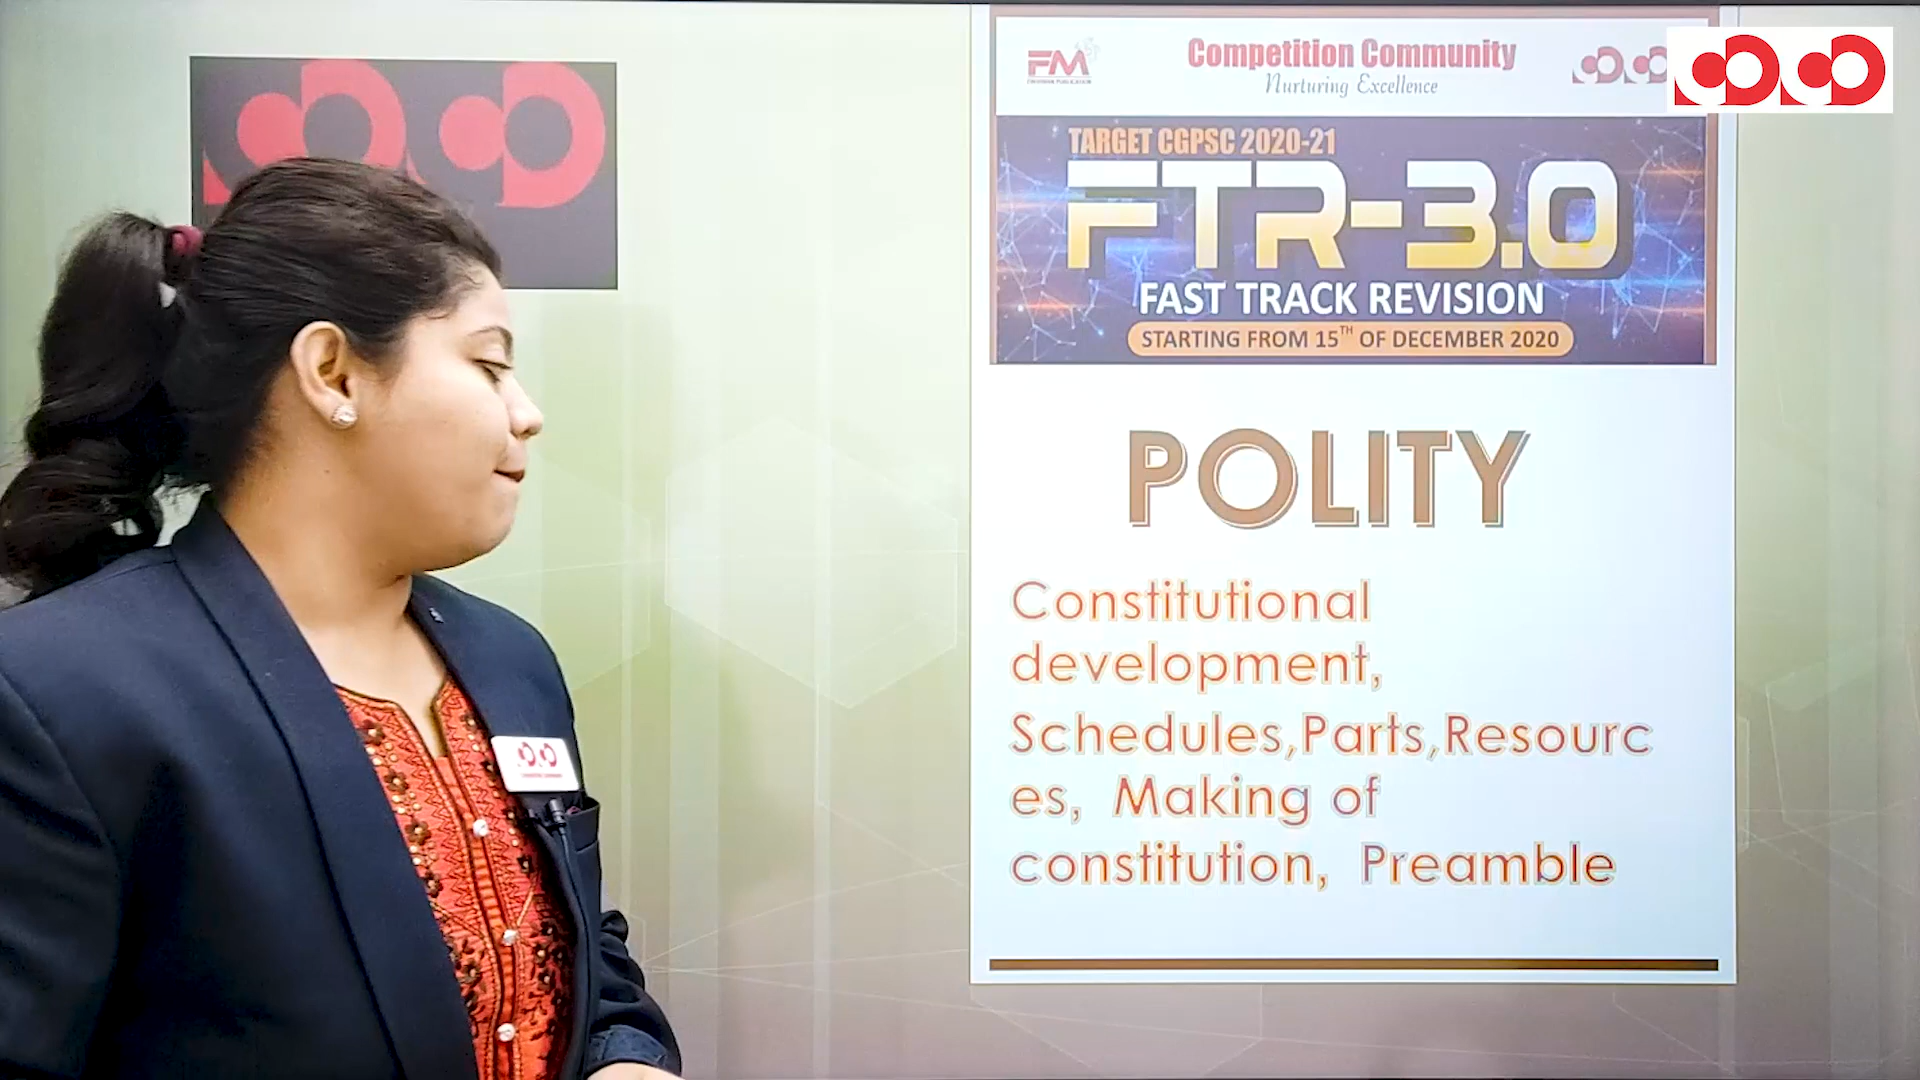 FM
Competition Community
Nurturing Excellence
TARGET CGPSC 2020-21
FTR-3.0
FAST TRACK REVISION
STARTING FROM 15TH OF DECEMBER 2020
POLITY
Constitutional
development,
Schedules,Parts,Resourc
es, Making of
constitution, Preamble